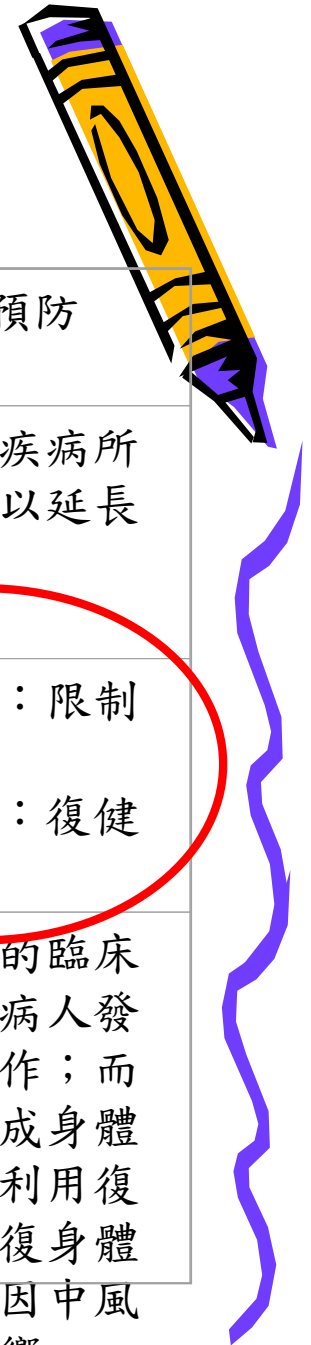 預防
疾病所
以延長
：限制
：復健
的臨床
病人發
作；而
成身體
利用復
復身體
因中風
響